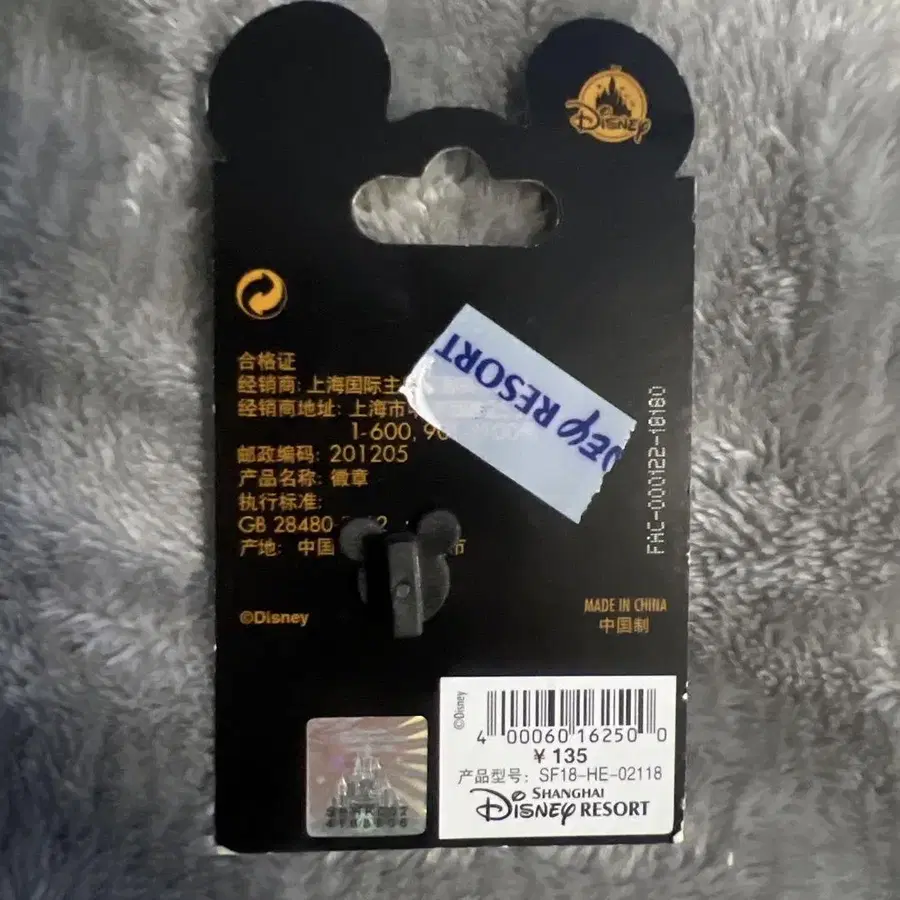 Disney
合格证
经销商: 上海国际主
经销商地址: 上海市
1-600, 90
邮政编码: 201205
产品名称: 徽章
执行标准:
GB 28480
产地: 中国
市
RESORT
FAC-000122-18180
©Disney
MADE IN CHINA
中国制
©Disney
4 00060 16250 0
¥ 135
产品型号: SF18-HE-02118
SHANGHAI
Disney RESORT